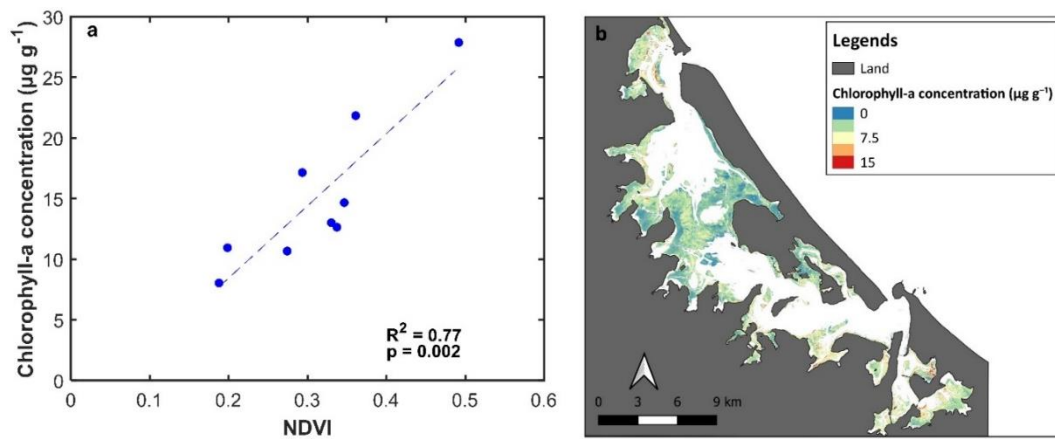 a
Chlorophyll-a concentration (µg g⁻¹)
30
25
20
15
10
5
0
R² = 0.77
p = 0.002
0 0.1 0.2 0.3 0.4 0.5 0.6
NDVI
b
Legends
Land
Chlorophyll-a concentration (µg g⁻¹)
0
7.5
15
0 3 6 9 km